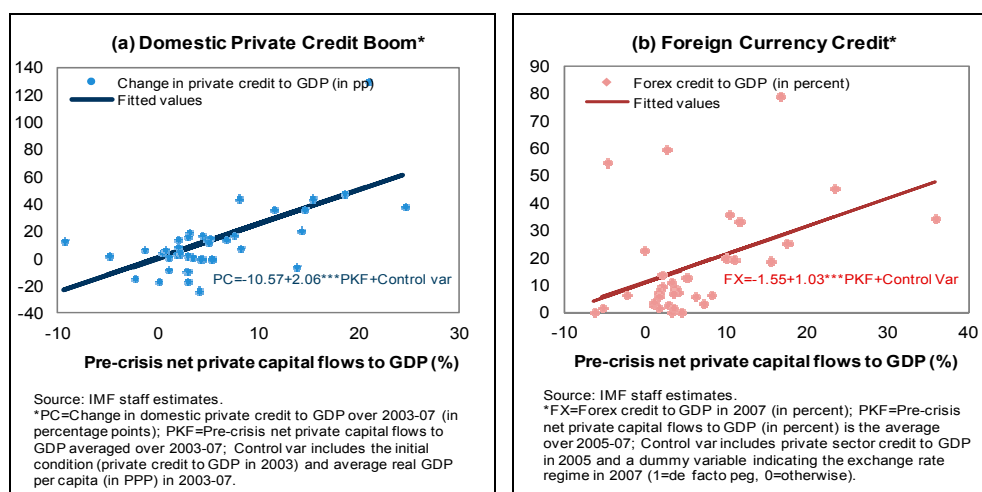 (a) Domestic Private Credit Boom*
140
120
100
80
60
40
20
0
-20
-40
Change in private credit to GDP (in pp)
Fitted values
PC=-10.57+2.06***PKF+Control var
-10 0 10 20 30
Pre-crisis net private capital flows to GDP (%)
Source: IMF staff estimates.
*PC=Change in domestic private credit to GDP over 2003-07 (in
percentage points); PKF=Pre-crisis net private capital flows to
GDP averaged over 2003-07; Control var includes the initial
condition (private credit to GDP in 2003) and average real GDP
per capita (in PPP) in 2003-07.
(b) Foreign Currency Credit*
90
80
70
60
50
40
30
20
10
0
Forex credit to GDP (in percent)
Fitted values
FX=-1.55+1.03***PKF+Control var
-10 0 10 20 30 40
Pre-crisis net private capital flows to GDP (%)
Source: IMF staff estimates.
*FX=Forex credit to GDP in 2007 (in percent); PKF=Pre-crisis
net private capital flows to GDP (in percent) is the average
over 2005-07; Control var includes private sector credit to GDP
in 2005 and a dummy variable indicating the exchange rate
regime in 2007 (1=de facto peg, 0=otherwise).